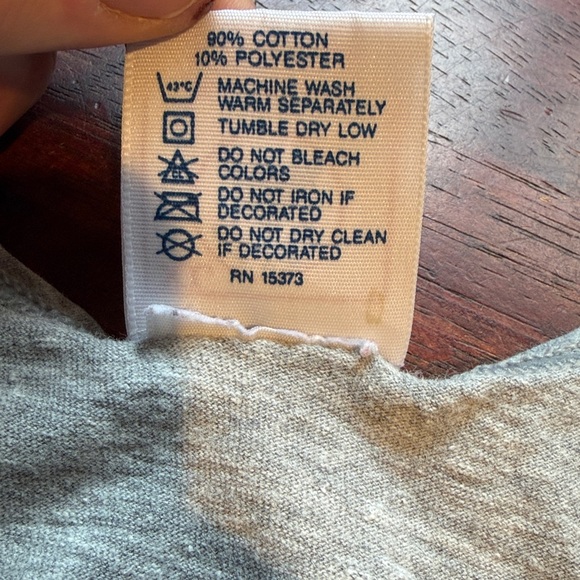 90% COTTON
10% POLYESTER
43°C
MACHINE WASH
WARM SEPARATELY
TUMBLE DRY LOW
DO NOT BLEACH
COLORS
DO NOT IRON IF
DECORATED
DO NOT DRY CLEAN
IF DECORATED
RN 15373